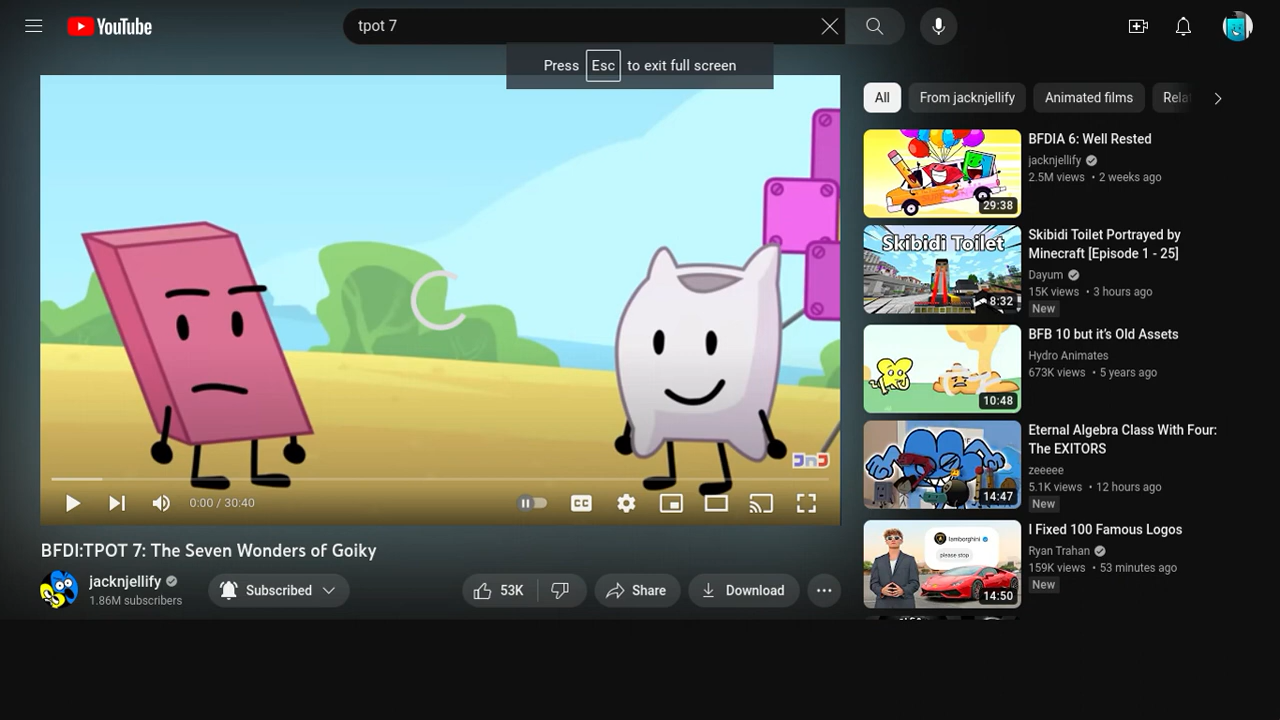 YouTube
tpot 7
Press Esc to exit full screen
All
From jacknjellify
Animated films
Rela
BFDIA 6: Well Rested
jacknjellify
2.5M views • 2 weeks ago
29:38
Skibidi Toilet
Skibidi Toilet Portrayed by
Minecraft [Episode 1 - 25]
Dayum
15K views • 3 hours ago
New
8:32
BFB 10 but it's Old Assets
Hydro Animates
673K views • 5 years ago
10:48
Eternal Algebra Class With Four:
The EXITORS
zeeeee
5.1K views • 12 hours ago
New
14:47
I Fixed 100 Famous Logos
Ryan Trahan
159K views • 53 minutes ago
New
lamborghini
please stop
14:50
0:00 / 30:40
CC
BFDI:TPOT 7: The Seven Wonders of Goiky
jacknjellify
1.86M subscribers
Subscribed
53K
Share
Download